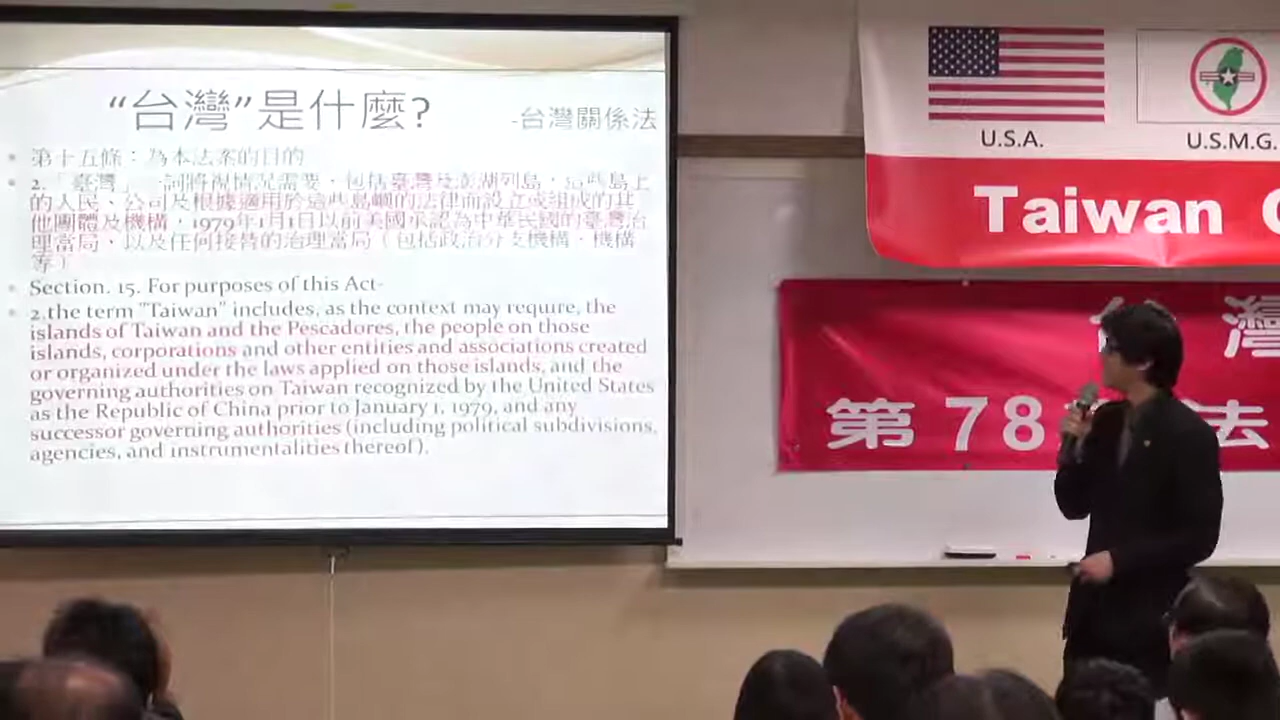 “台灣”是什麼?
-台灣關係法
第十五條：為本法案的目的
2.「臺灣」一詞將視情況需要，包括臺灣及澎湖列島，這些島上
的人民、公司及根據適用於這些島嶼的法律而設立或組成的其
他團體及機構，1979年1月1日以前美國承認為中華民國的臺灣治
理當局，以及任何接替的治理當局（包括政治分支機構、機構
等）
Section. 15. For purposes of this Act-
2.the term "Taiwan" includes, as the context may require, the
islands of Taiwan and the Pescadores, the people on those
islands, corporations and other entities and associations created
or organized under the laws applied on those islands, and the
governing authorities on Taiwan recognized by the United States
as the Republic of China prior to January 1, 1979, and any
successor governing authorities (including political subdivisions,
agencies, and instrumentalities thereof).
U.S.A.
U.S.M.G.
Taiwan
灣
第 78
法